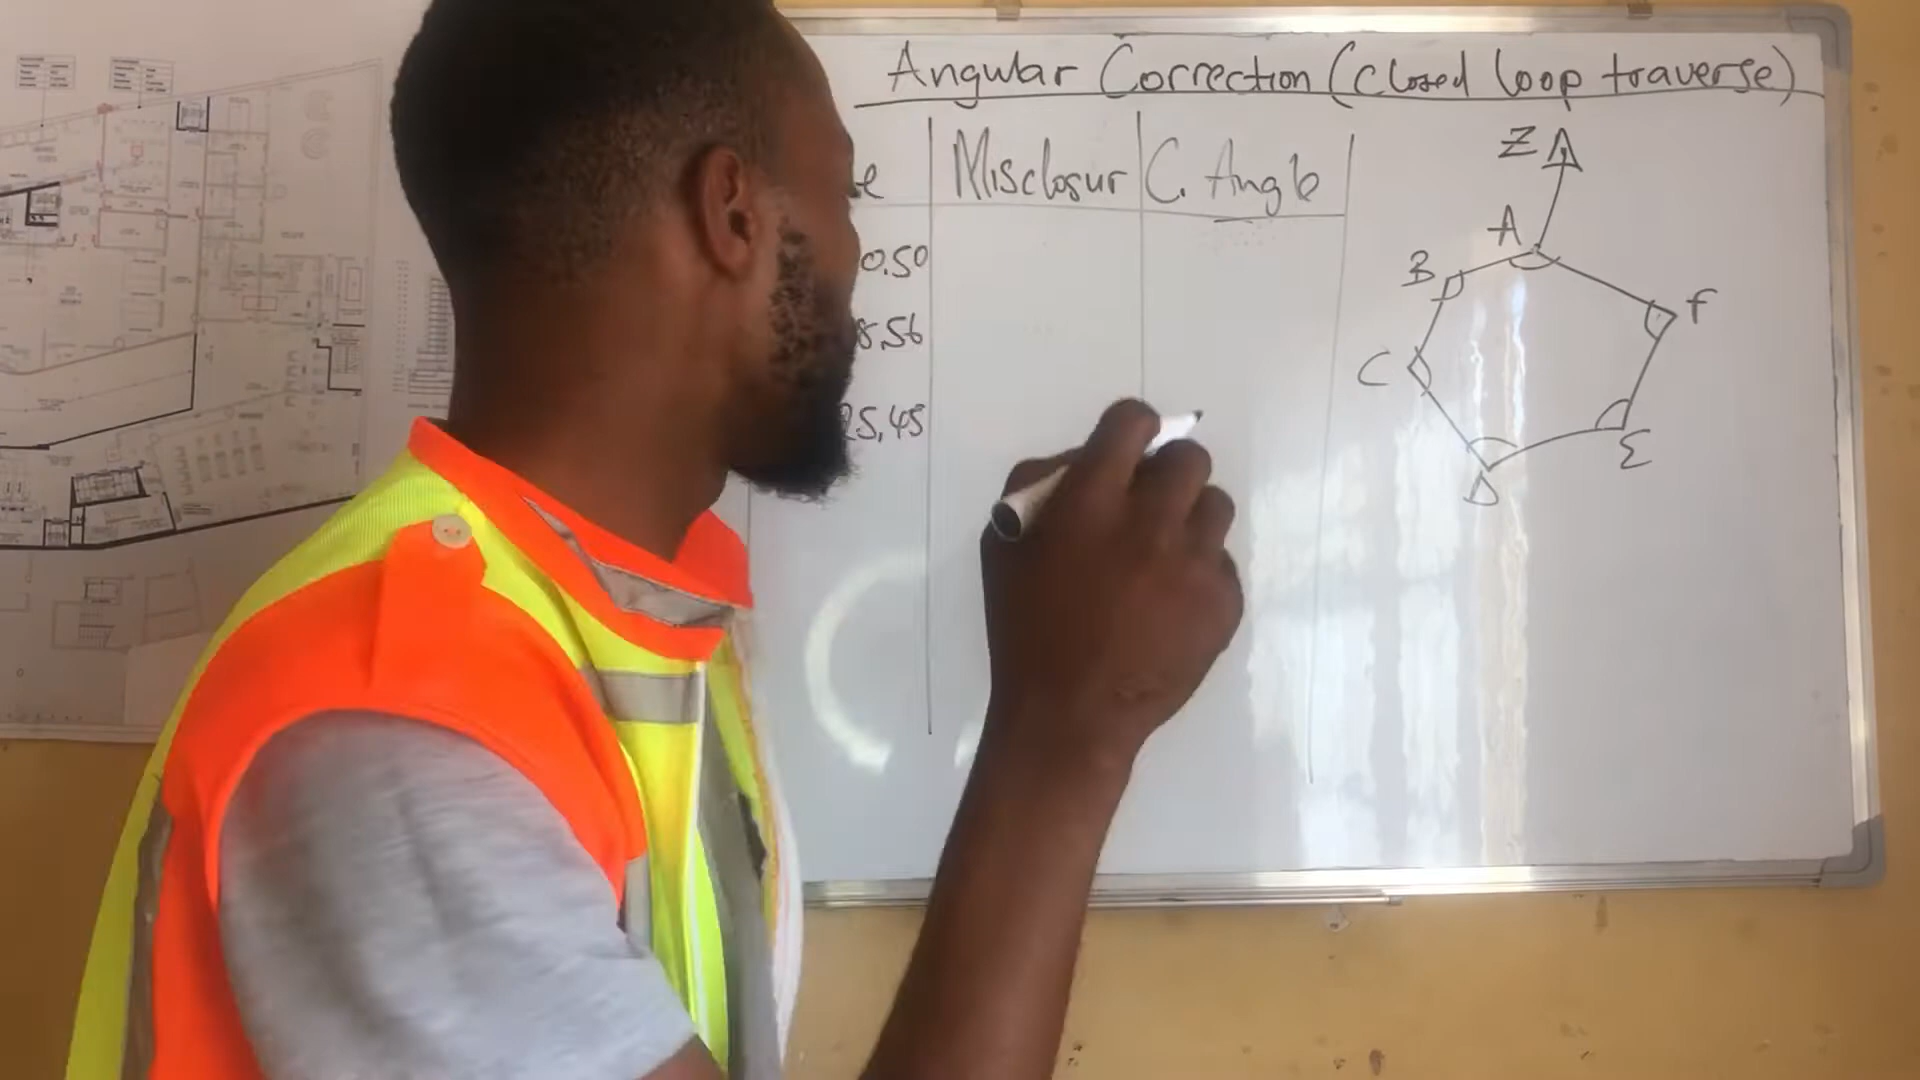 Angular Correction (closed loop traverse)
e Misclosur C. Angle
0.50
8.56
25,45
Z
A
B
F
C
E
D